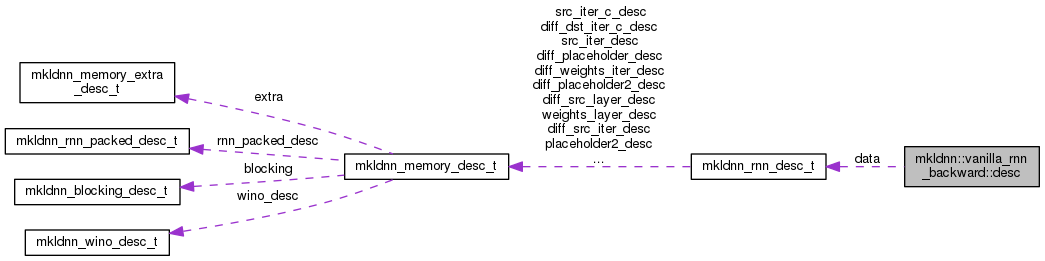 src_iter_c_desc
diff_dst_iter_c_desc
src_iter_desc
diff_placeholder_desc
diff_weights_iter_desc
diff_placeholder2_desc
diff_src_layer_desc
weights_layer_desc
diff_src_iter_desc
placeholder2_desc
...
mkldnn_memory_extra
_desc_t
extra
mkldnn_rnn_packed_desc_t
rnn_packed_desc
mkldnn_blocking_desc_t
blocking
mkldnn_wino_desc_t
wino_desc
mkldnn_memory_desc_t
mkldnn_rnn_desc_t
data
mkldnn::vanilla_rnn
_backward::desc